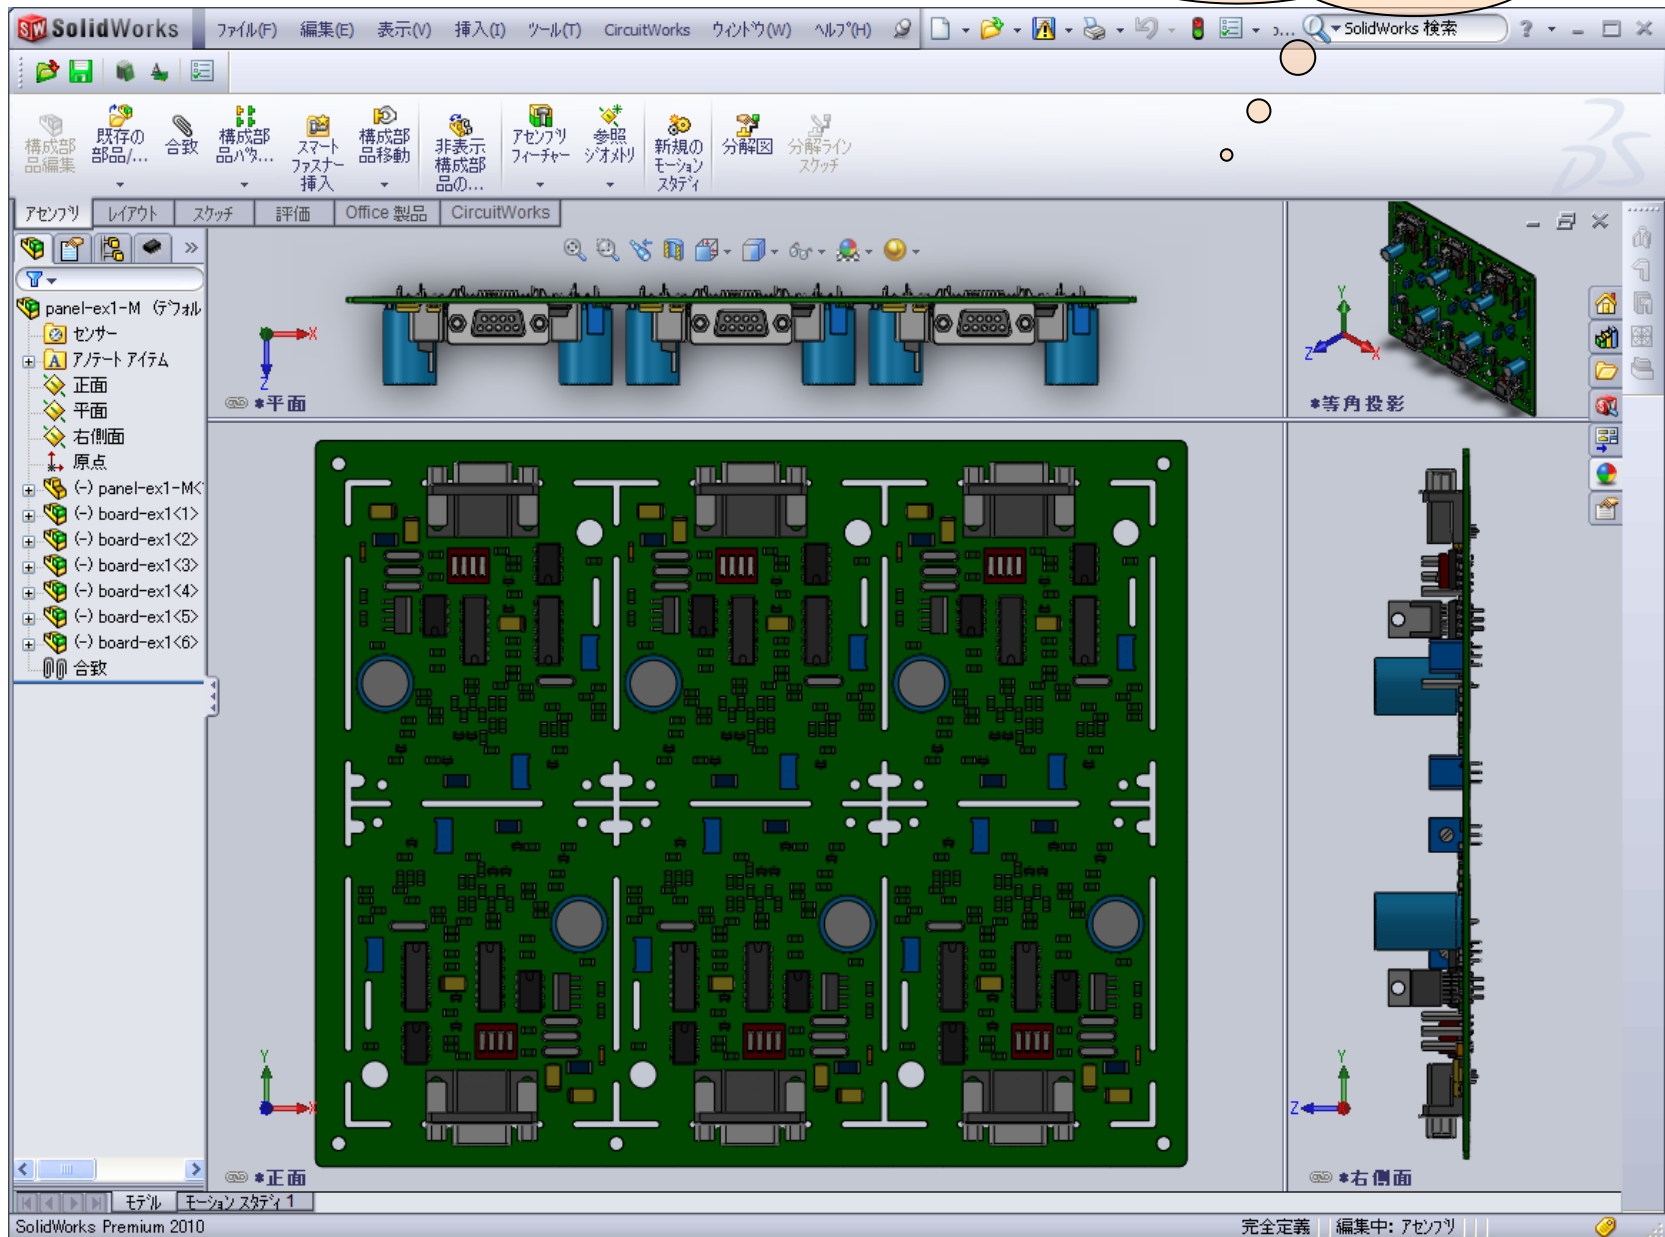 SolidWorks ファイル(F) 編集(E) 表示(V) 挿入(I) ツール(T) CircuitWorks ウィンドウ(W) ヘルプ(H) SolidWorks 検索
構成部品編集
既存の部品/...
合致
構成部品パタ...
スマート ファスナー 挿入
構成部品移動
非表示構成部品の...
アセンブリ フィーチャー
参照 ジオメトリ
新規の モーション スタディ
分解図
分解ライン スケッチ
アセンブリ レイアウト スケッチ 評価 Office 製品 CircuitWorks
panel-ex1-M (デフォル
センサー
A アノテート アイテム
正面
平面
右側面
原点
(-) panel-ex1-M<
(-) board-ex1<1>
(-) board-ex1<2>
(-) board-ex1<3>
(-) board-ex1<4>
(-) board-ex1<5>
(-) board-ex1<6>
合致
X
Z
*平面
Y
Z
X
*等角投影
Y
X
*正面
Y
Z
*右側面
モデル モーション スタディ 1
SolidWorks Premium 2010 完全定義 編集中: アセンブリ